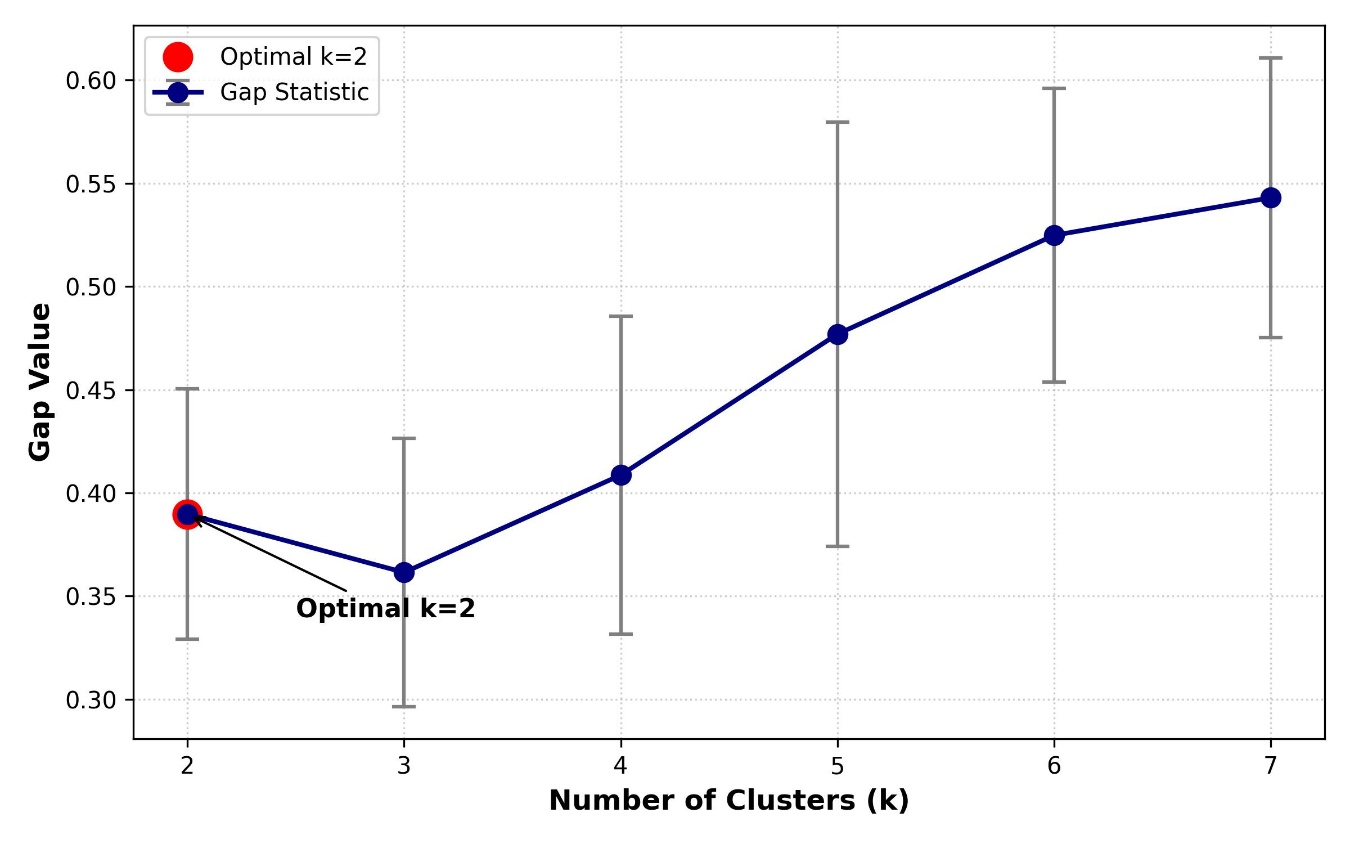 Optimal k=2
Gap Statistic
Gap Value
0.60
0.55
0.50
0.45
0.40
0.35
0.30
Optimal k=2
2 3 4 5 6 7
Number of Clusters (k)